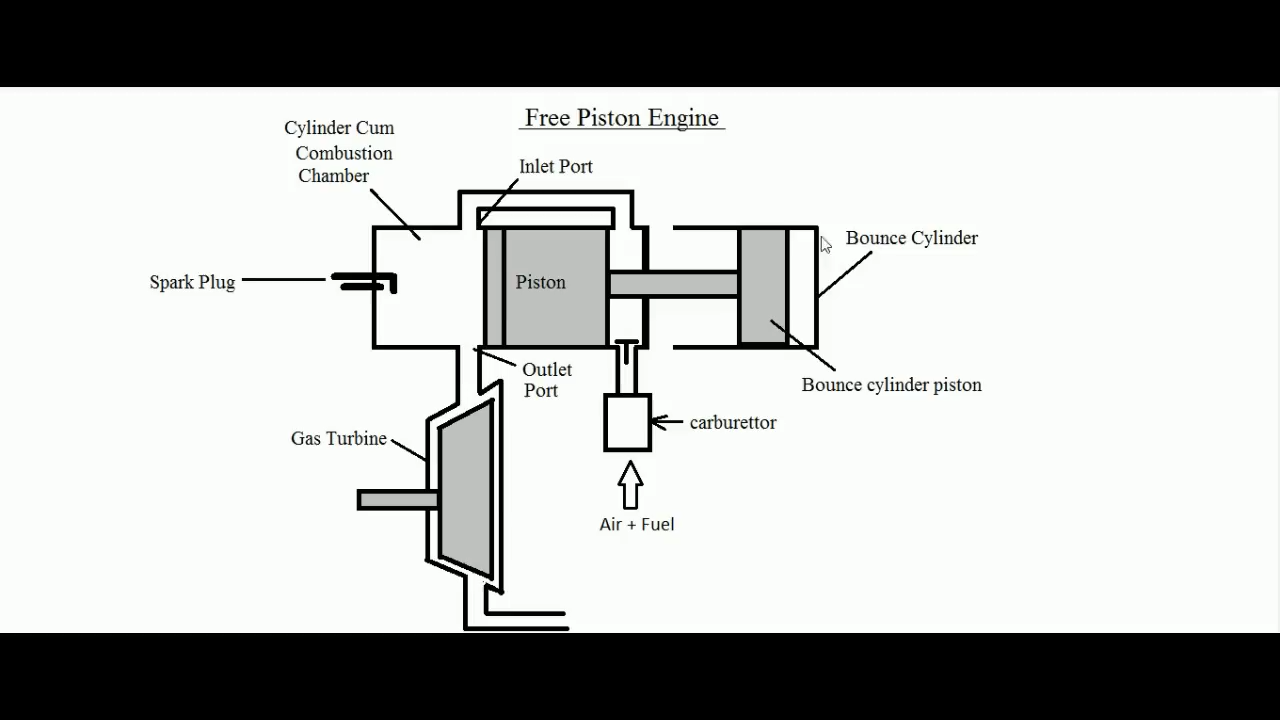 Free Piston Engine
Cylinder Cum
Combustion
Chamber
Inlet Port
Spark Plug
Piston
Bounce Cylinder
Outlet
Port
Bounce cylinder piston
Gas Turbine
carburettor
Air + Fuel